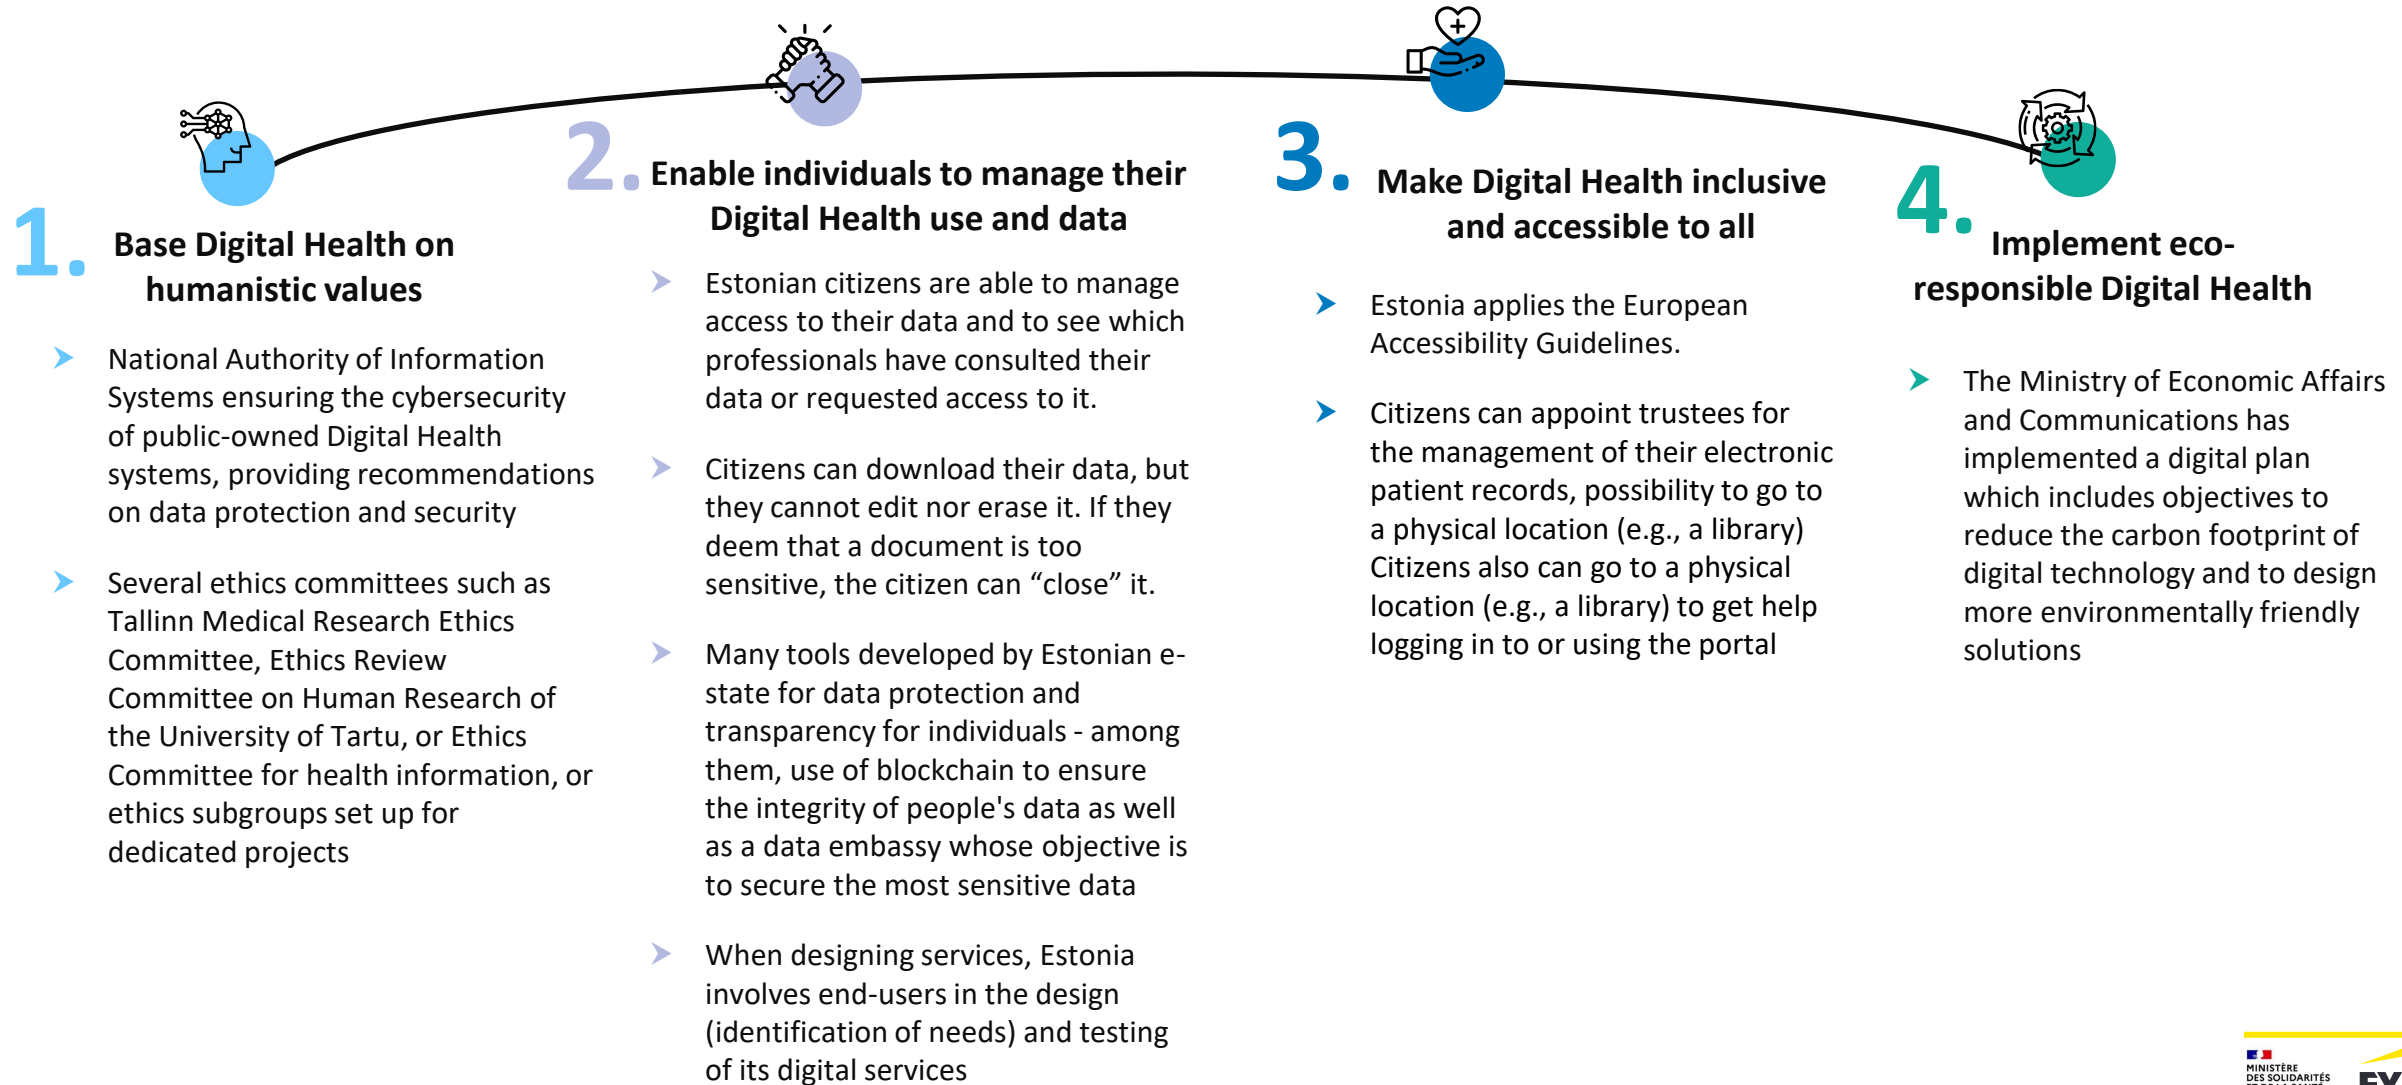 1.
Base Digital Health on
humanistic values
National Authority of Information
Systems ensuring the cybersecurity
of public-owned Digital Health
systems, providing recommendations
on data protection and security
Several ethics committees such as
Tallinn Medical Research Ethics
Committee, Ethics Review
Committee on Human Research of
the University of Tartu, or Ethics
Committee for health information, or
ethics subgroups set up for
dedicated projects
2.
Enable individuals to manage their
Digital Health use and data
Estonian citizens are able to manage
access to their data and to see which
professionals have consulted their
data or requested access to it.
Citizens can download their data, but
they cannot edit nor erase it. If they
deem that a document is too
sensitive, the citizen can “close” it.
Many tools developed by Estonian e-
state for data protection and
transparency for individuals - among
them, use of blockchain to ensure
the integrity of people's data as well
as a data embassy whose objective is
to secure the most sensitive data
When designing services, Estonia
involves end-users in the design
(identification of needs) and testing
of its digital services
3.
Make Digital Health inclusive
and accessible to all
Estonia applies the European
Accessibility Guidelines.
Citizens can appoint trustees for
the management of their electronic
patient records, possibility to go to
a physical location (e.g., a library)
Citizens also can go to a physical
location (e.g., a library) to get help
logging in to or using the portal
4.
Implement eco-
responsible Digital Health
The Ministry of Economic Affairs
and Communications has
implemented a digital plan
which includes objectives to
reduce the carbon footprint of
digital technology and to design
more environmentally friendly
solutions
MINISTÈRE
DES SOLIDARITÉS